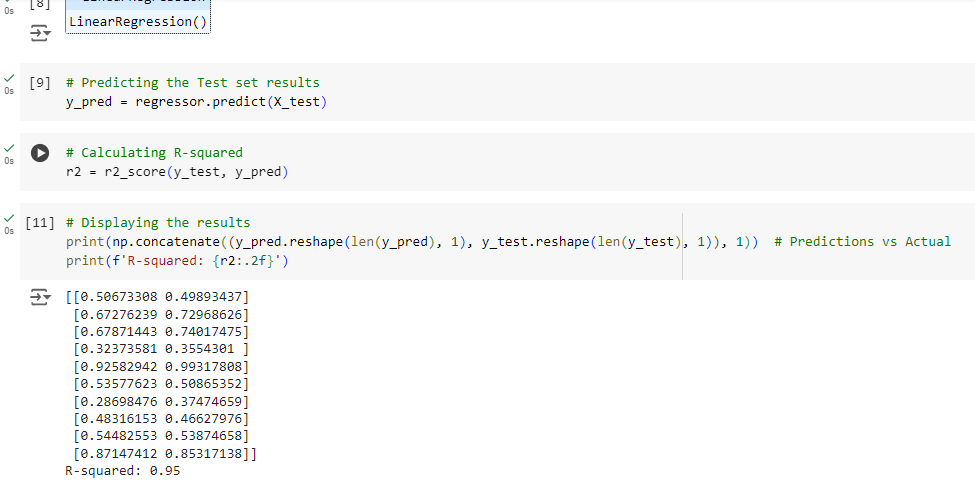 0s
[8]
LinearRegression
LinearRegression()
0s
[9]
# Predicting the Test set results
y_pred = regressor.predict(X_test)
0s
# Calculating R-squared
r2 = r2_score(y_test, y_pred)
0s
[11]
# Displaying the results
print(np.concatenate((y_pred.reshape(len(y_pred), 1), y_test.reshape(len(y_test), 1)), 1))  # Predictions vs Actual
print(f'R-squared: {r2:.2f}')
[[0.50673308 0.49893437]
 [0.67276239 0.72968626]
 [0.67871443 0.74017475]
 [0.32373581 0.3554301 ]
 [0.92582942 0.99317808]
 [0.53577623 0.50865352]
 [0.28698476 0.37474659]
 [0.48316153 0.46627976]
 [0.54482553 0.53874658]
 [0.87147412 0.85317138]]
R-squared: 0.95